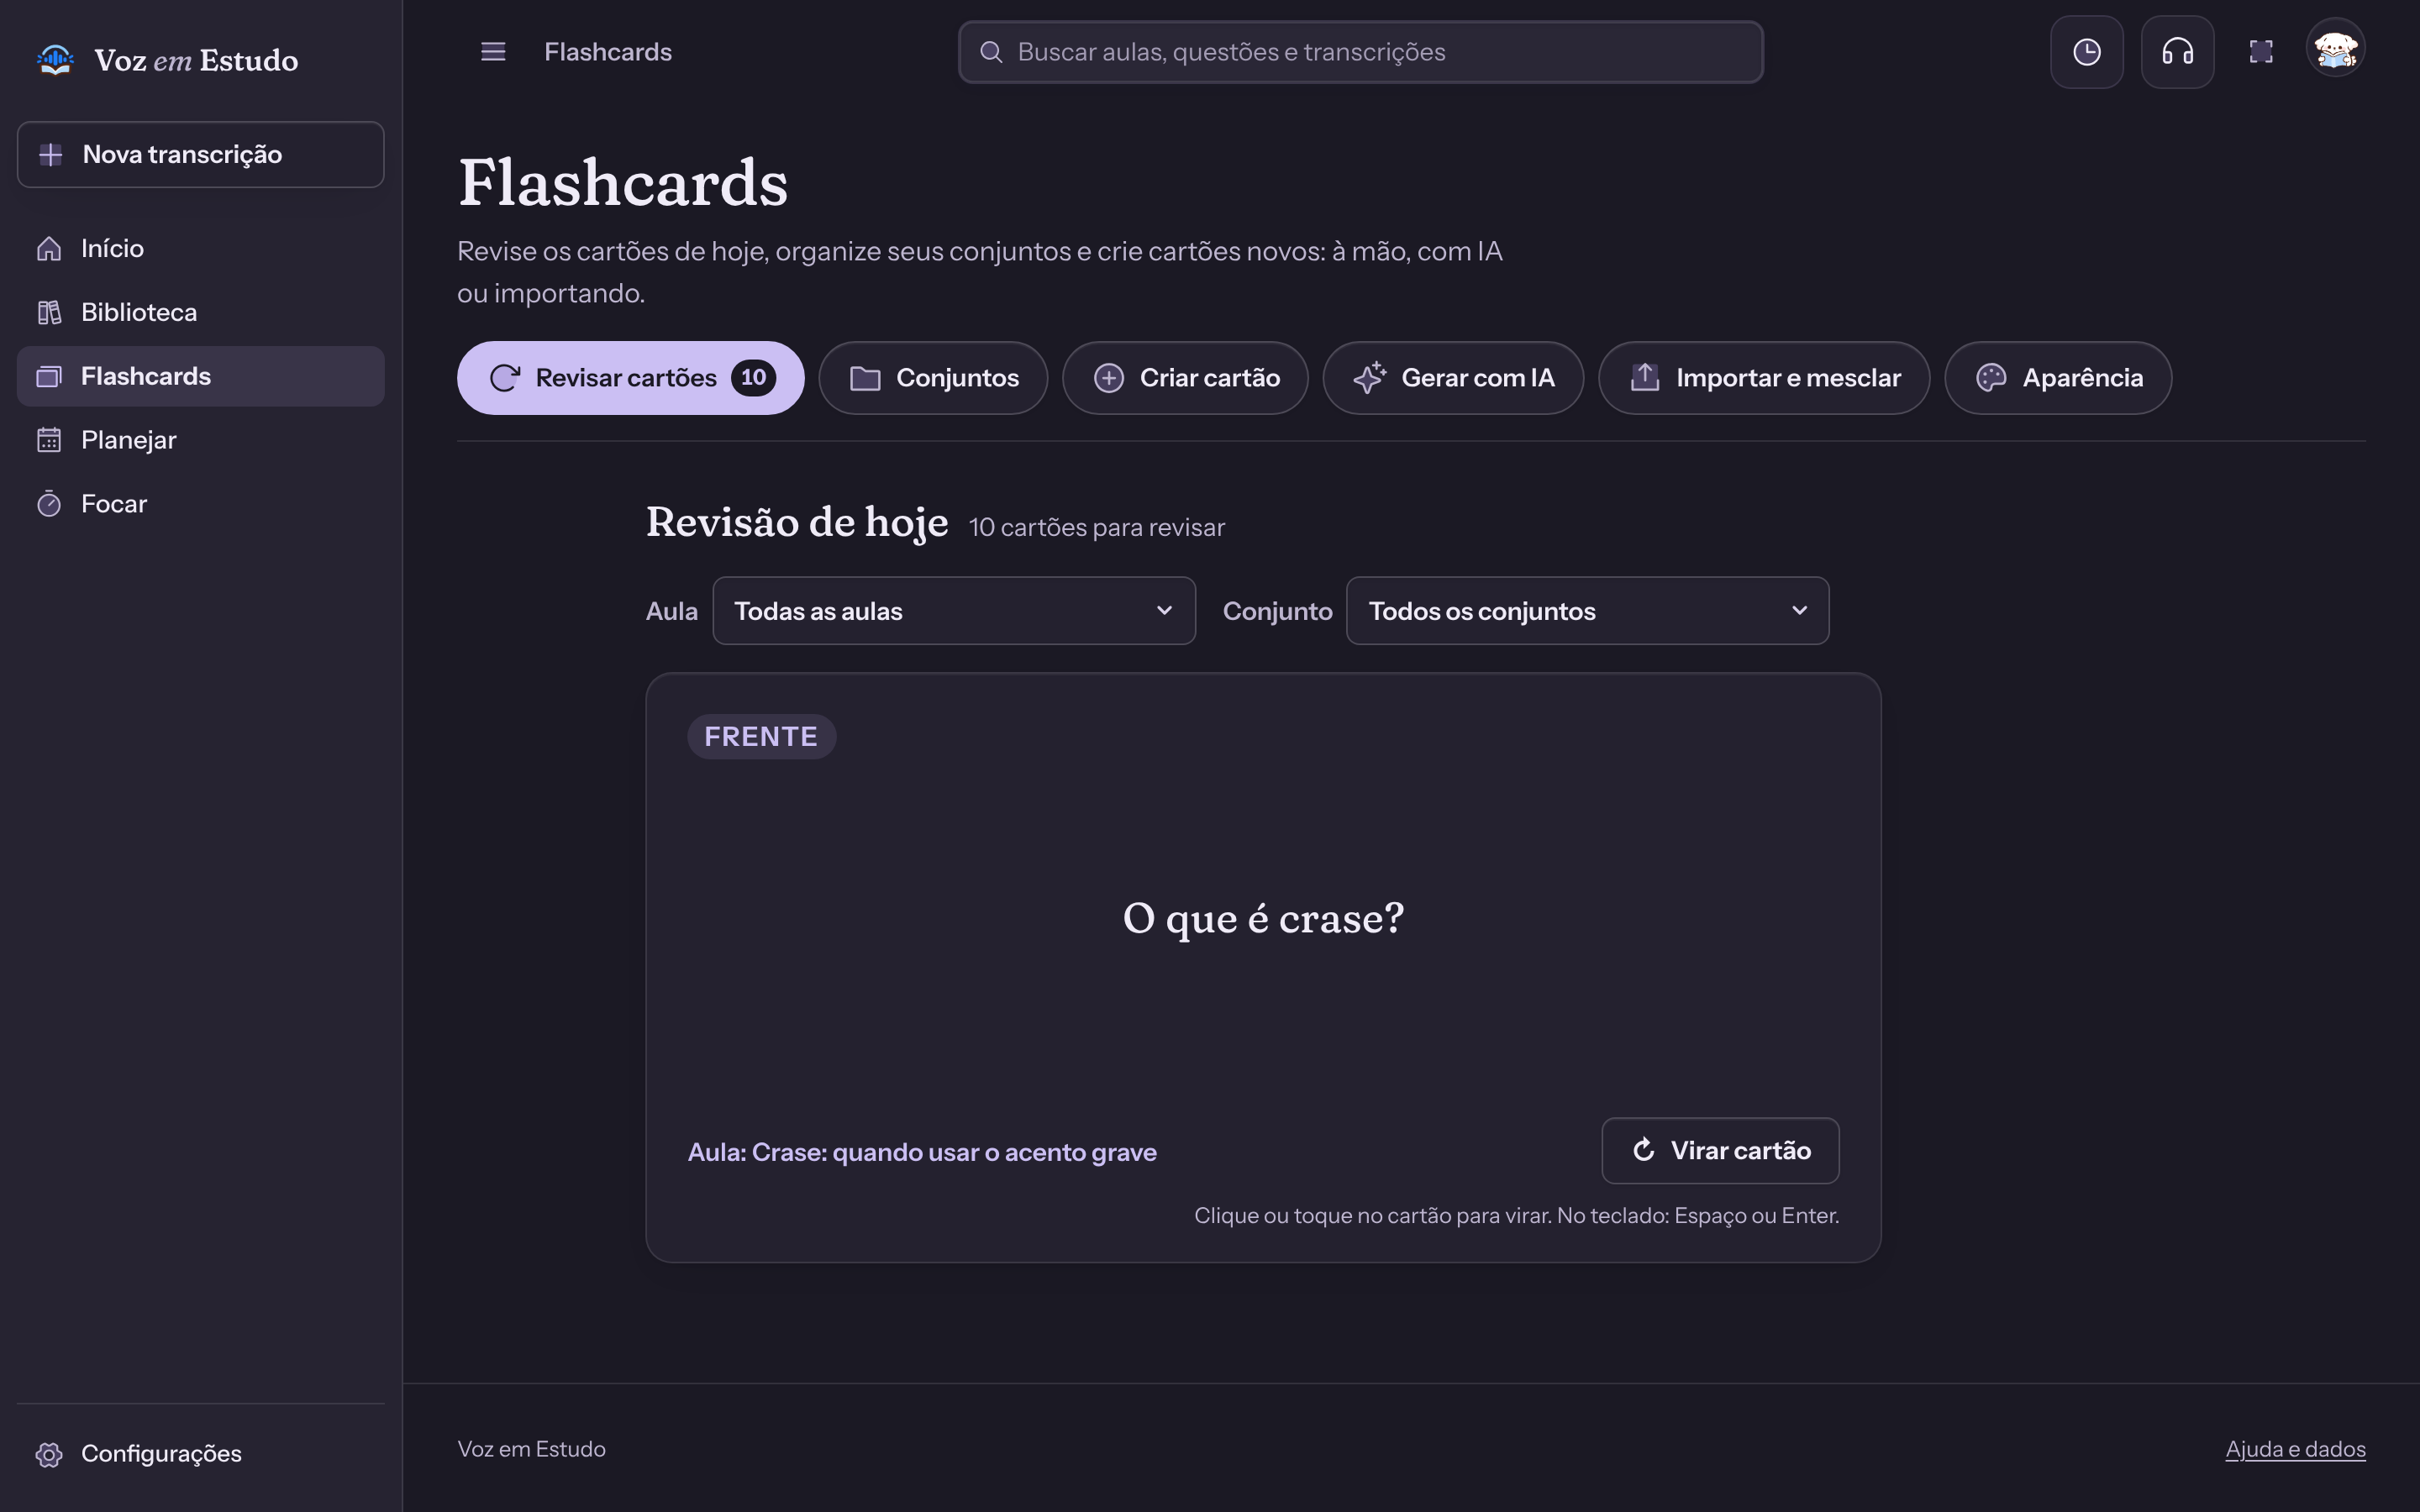 Voz em Estudo
Nova transcrição
Início
Biblioteca
Flashcards
Planejar
Focar
Configurações
Flashcards
Buscar aulas, questões e transcrições
Flashcards
Revise os cartões de hoje, organize seus conjuntos e crie cartões novos: à mão, com IA
ou importando.
Revisar cartões 10
Conjuntos
Criar cartão
Gerar com IA
Importar e mesclar
Aparência
Revisão de hoje 10 cartões para revisar
Aula Todas as aulas Conjunto Todos os conjuntos
FRENTE
O que é crase?
Aula: Crase: quando usar o acento grave
Virar cartão
Clique ou toque no cartão para virar. No teclado: Espaço ou Enter.
Voz em Estudo
Ajuda e dados